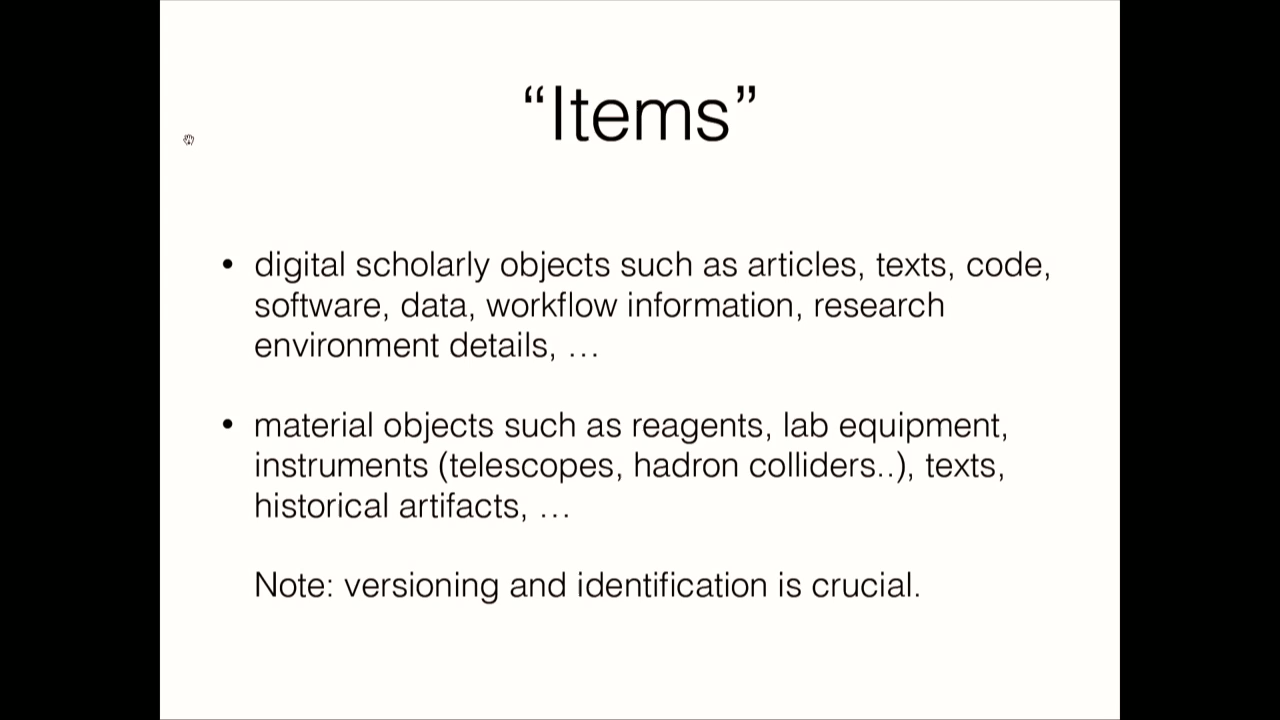 “Items”
• digital scholarly objects such as articles, texts, code,
software, data, workflow information, research
environment details, …
• material objects such as reagents, lab equipment,
instruments (telescopes, hadron colliders..), texts,
historical artifacts, …
Note: versioning and identification is crucial.